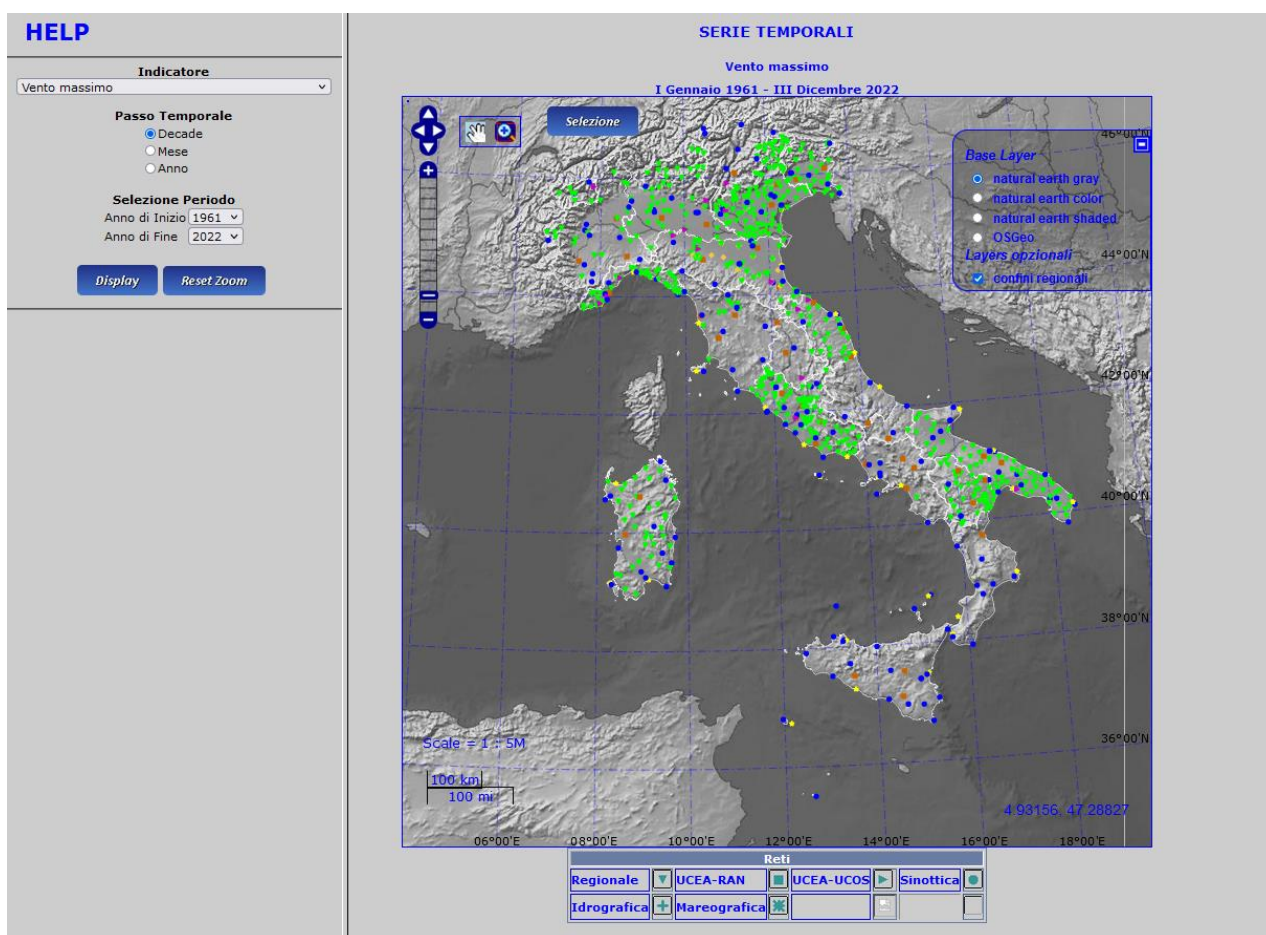 HELP
Indicatore
Vento massimo
Passo Temporale
Decade
Mese
Anno
Selezione Periodo
Anno di Inizio 1961
Anno di Fine 2022
Display Reset Zoom
SERIE TEMPORALI
Vento massimo
I Gennaio 1961 - III Dicembre 2022
Selezione
46°00'N
Base Layer
natural earth gray
natural earth color
natural earth shaded
OSGeo
Layers opzionali
44°00'N
confini regionali
42°00'N
40°00'N
38°00'N
36°00'N
Scale = 1 : 5M
100 km
100 mi
4.93156, 47.28827
06°00'E 08°00'E 10°00'E 12°00'E 14°00'E 16°00'E 18°00'E
Reti
Regionale UCEA-RAN UCEA-UCOS Sinottica
Idrografica Mareografica